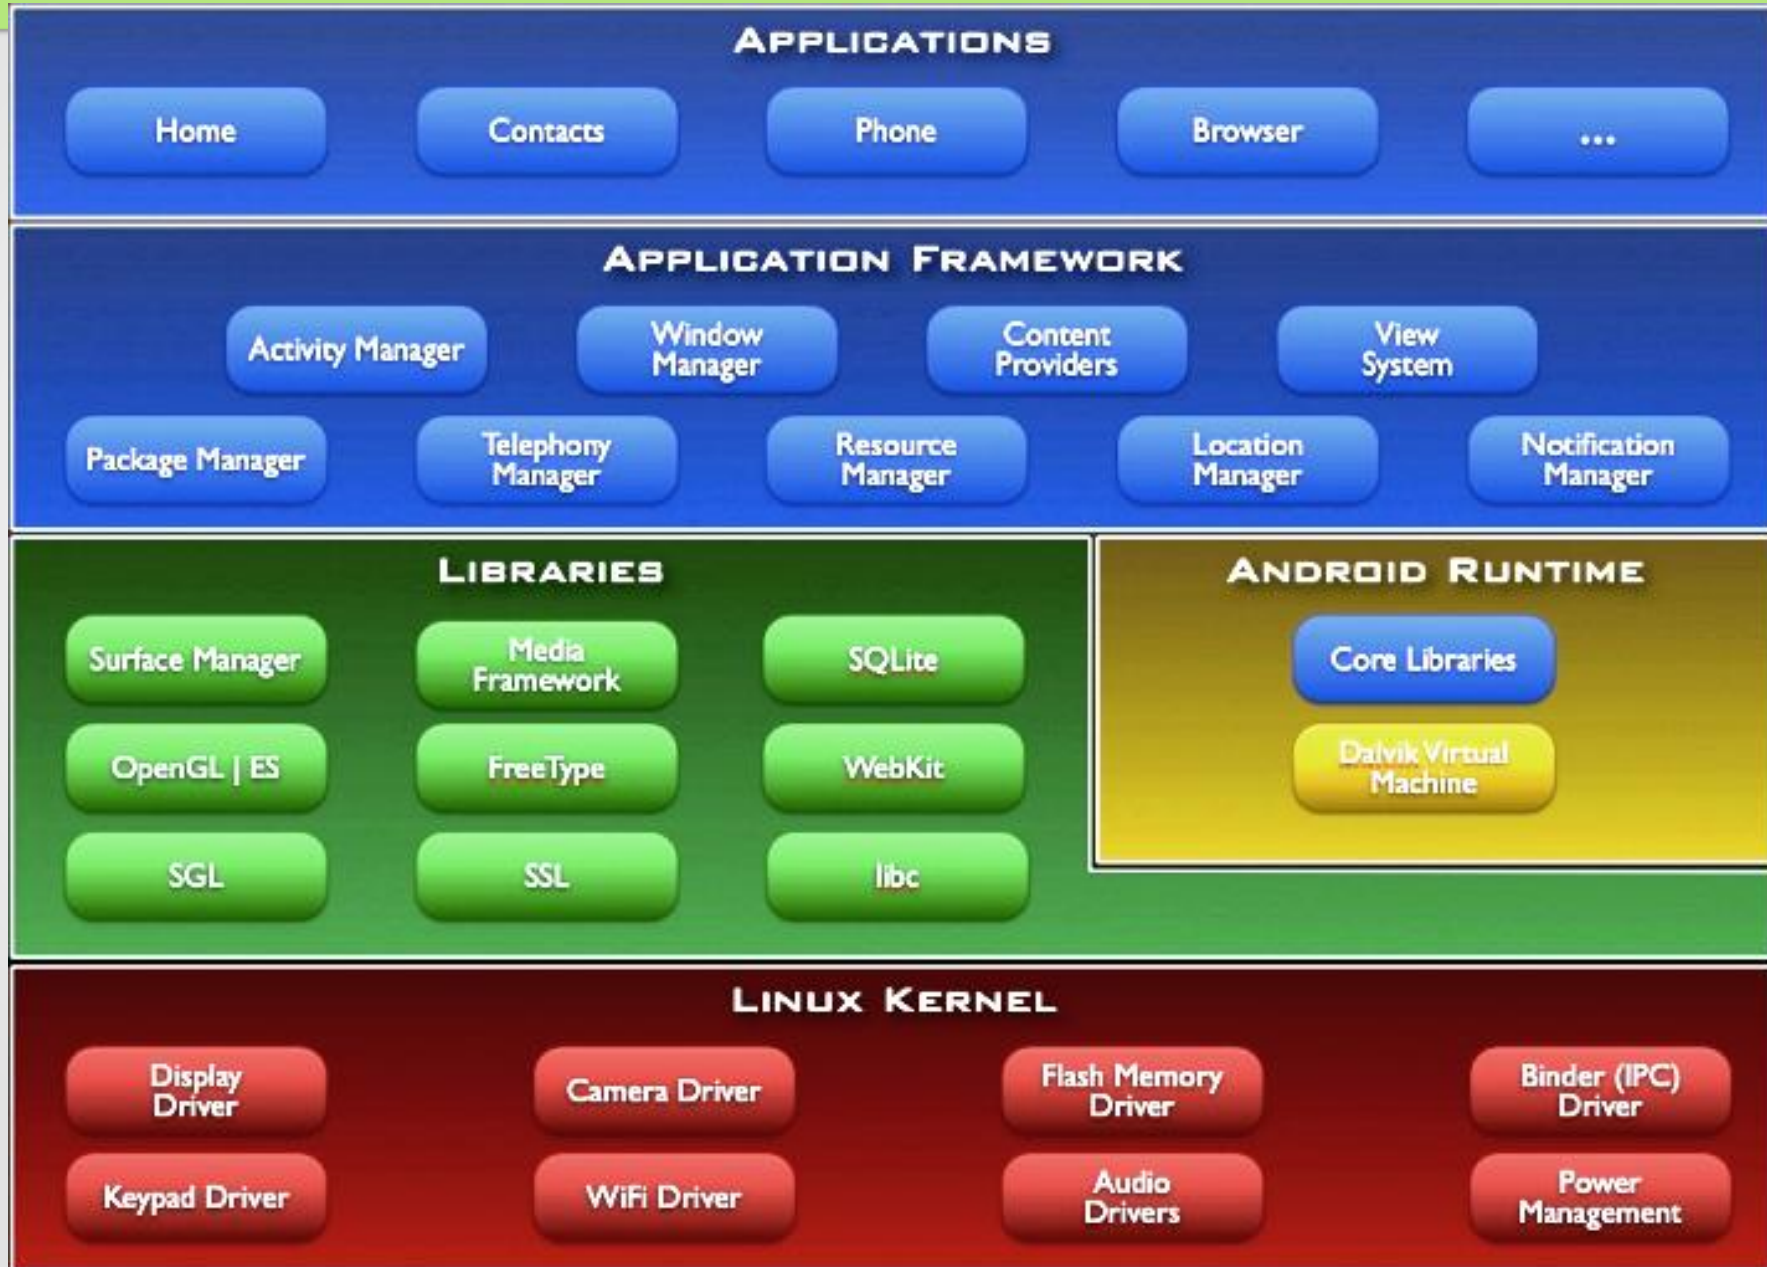 APPLICATIONS
Home
Contacts
Phone
Browser
...
APPLICATION FRAMEWORK
Activity Manager
Window
Manager
Content
Providers
View
System
Package Manager
Telephony
Manager
Resource
Manager
Location
Manager
Notification
Manager
LIBRARIES
Surface Manager
Media
Framework
SQLite
OpenGL | ES
FreeType
WebKit
SGL
SSL
libc
ANDROID RUNTIME
Core Libraries
Dalvik Virtual
Machine
LINUX KERNEL
Display
Driver
Camera Driver
Flash Memory
Driver
Binder (IPC)
Driver
Keypad Driver
WiFi Driver
Audio
Drivers
Power
Management